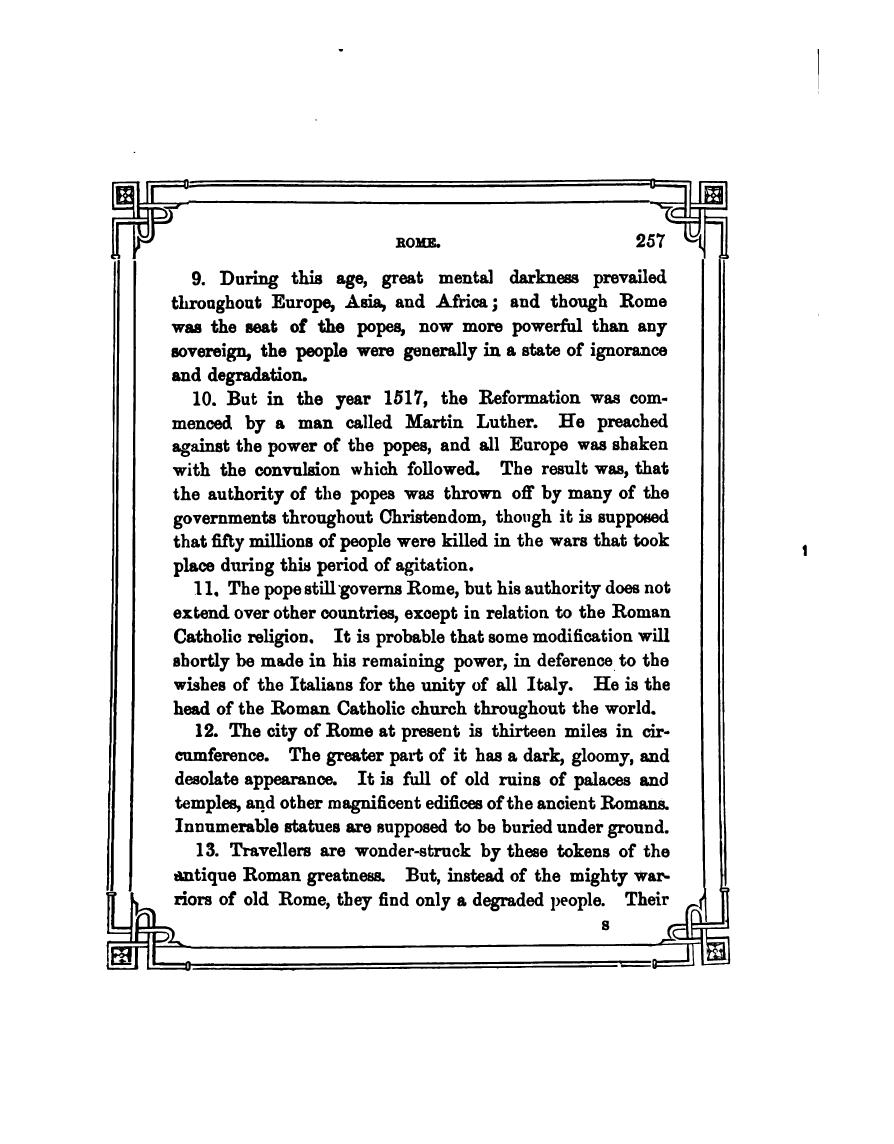 ROME. 257
9. During this age, great mental darkness prevailed
throughout Europe, Asia, and Africa; and though Rome
was the seat of the popes, now more powerful than any
sovereign, the people were generally in a state of ignorance
and degradation.
10. But in the year 1517, the Reformation was com-
menced by a man called Martin Luther. He preached
against the power of the popes, and all Europe was shaken
with the convulsion which followed. The result was, that
the authority of the popes was thrown off by many of the
governments throughout Christendom, though it is supposed
that fifty millions of people were killed in the wars that took
place during this period of agitation.
11. The pope still governs Rome, but his authority does not
extend over other countries, except in relation to the Roman
Catholic religion. It is probable that some modification will
shortly be made in his remaining power, in deference to the
wishes of the Italians for the unity of all Italy. He is the
head of the Roman Catholic church throughout the world.
12. The city of Rome at present is thirteen miles in cir-
cumference. The greater part of it has a dark, gloomy, and
desolate appearance. It is full of old ruins of palaces and
temples, and other magnificent edifices of the ancient Romans.
Innumerable statues are supposed to be buried under ground.
13. Travellers are wonder-struck by these tokens of the
antique Roman greatness. But, instead of the mighty war-
riors of old Rome, they find only a degraded people. Their
S